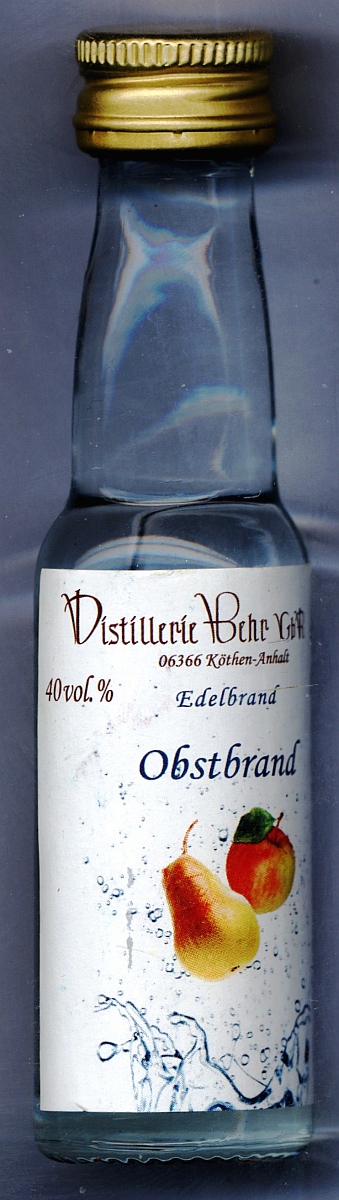 Distillerie Behr GbR
06366 Köthen-Anhalt
40vol.%
Edelbrand
Obstbrand